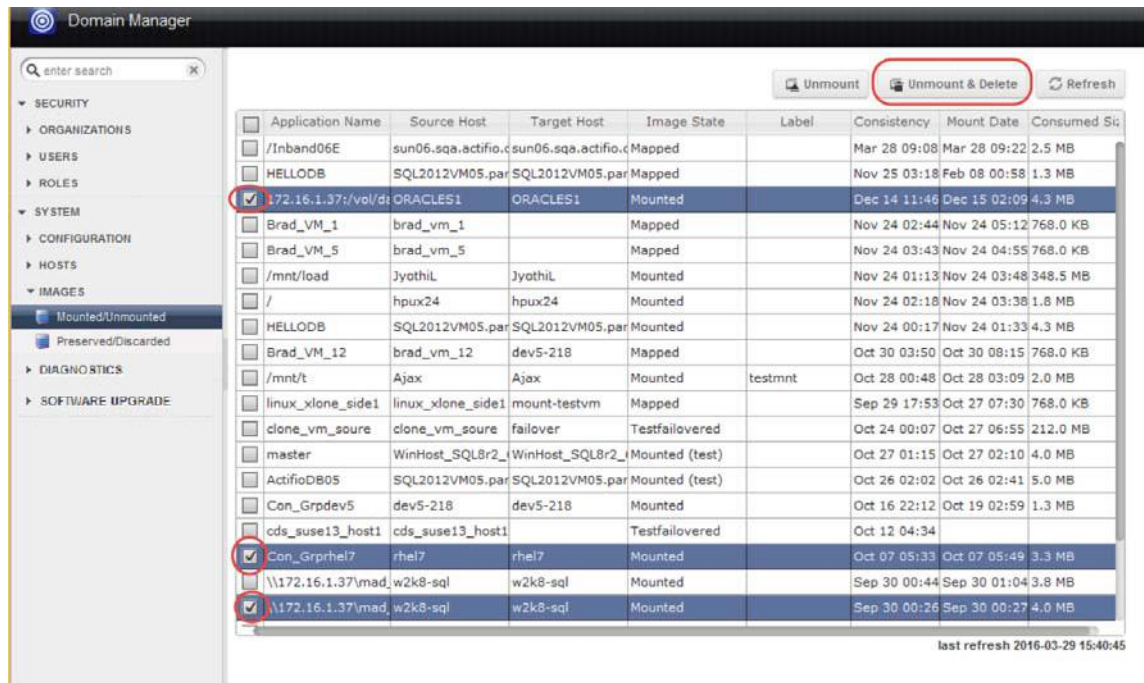 Domain Manager
enter search
SECURITY
ORGANIZATIONS
USERS
ROLES
SYSTEM
CONFIGURATION
HOSTS
IMAGES
Mounted/Unmounted
Preserved/Discarded
DIAGNOSTICS
SOFTWARE UPGRADE
Unmount Unmount & Delete Refresh
Application Name Source Host Target Host Image State Label Consistency Mount Date Consumed Siz
/Inband06E sun06.sqa.actifio.c sun06.sqa.actifio.c Mapped Mar 28 09:08 Mar 28 09:22 2.5 MB
HELLODB SQL2012VM05.par SQL2012VM05.par Mapped Nov 25 03:18 Feb 08 00:58 1.3 MB
172.16.1.37:/vol/da ORACLES1 ORACLES1 Mounted Dec 14 11:46 Dec 15 02:09 4.3 MB
Brad_VM_1 brad_vm_1 Mapped Nov 24 02:44 Nov 24 05:12 768.0 KB
Brad_VM_5 brad_vm_5 Mapped Nov 24 03:43 Nov 24 04:55 768.0 KB
/mnt/load JyothiL JyothiL Mounted Nov 24 01:13 Nov 24 03:48 348.5 MB
/ hpux24 hpux24 Mounted Nov 24 02:18 Nov 24 03:38 1.8 MB
HELLODB SQL2012VM05.par SQL2012VM05.par Mounted Nov 24 00:17 Nov 24 01:33 4.3 MB
Brad_VM_12 brad_vm_12 dev5-218 Mapped Oct 30 03:50 Oct 30 08:15 768.0 KB
/mnt/t Ajax Ajax Mounted testmnt Oct 28 00:48 Oct 28 03:09 2.0 MB
linux_xlone_side1 linux_xlone_side1 mount-testvm Mapped Sep 29 17:53 Oct 27 07:30 768.0 KB
clone_vm_soure clone_vm_soure failover Testfailovered Oct 24 00:07 Oct 27 06:55 212.0 MB
master WinHost_SQL8r2_ WinHost_SQL8r2_ Mounted (test) Oct 27 01:15 Oct 27 02:10 4.0 MB
ActifioDB05 SQL2012VM05.par SQL2012VM05.par Mounted (test) Oct 26 02:02 Oct 26 02:41 5.0 MB
Con_Grpdev5 dev5-218 dev5-218 Mounted Oct 16 22:12 Oct 19 02:59 1.3 MB
cds_suse13_host1 cds_suse13_host1 Testfailovered Oct 12 04:34
Con_Grprhel7 rhel7 rhel7 Mounted Oct 07 05:33 Oct 07 05:49 3.3 MB
\\172.16.1.37\mad_ w2k8-sql w2k8-sql Mounted Sep 30 00:44 Sep 30 01:04 3.8 MB
\\172.16.1.37\mad_ w2k8-sql w2k8-sql Mounted Sep 30 00:26 Sep 30 00:27 4.0 MB
last refresh 2016-03-29 15:40:45